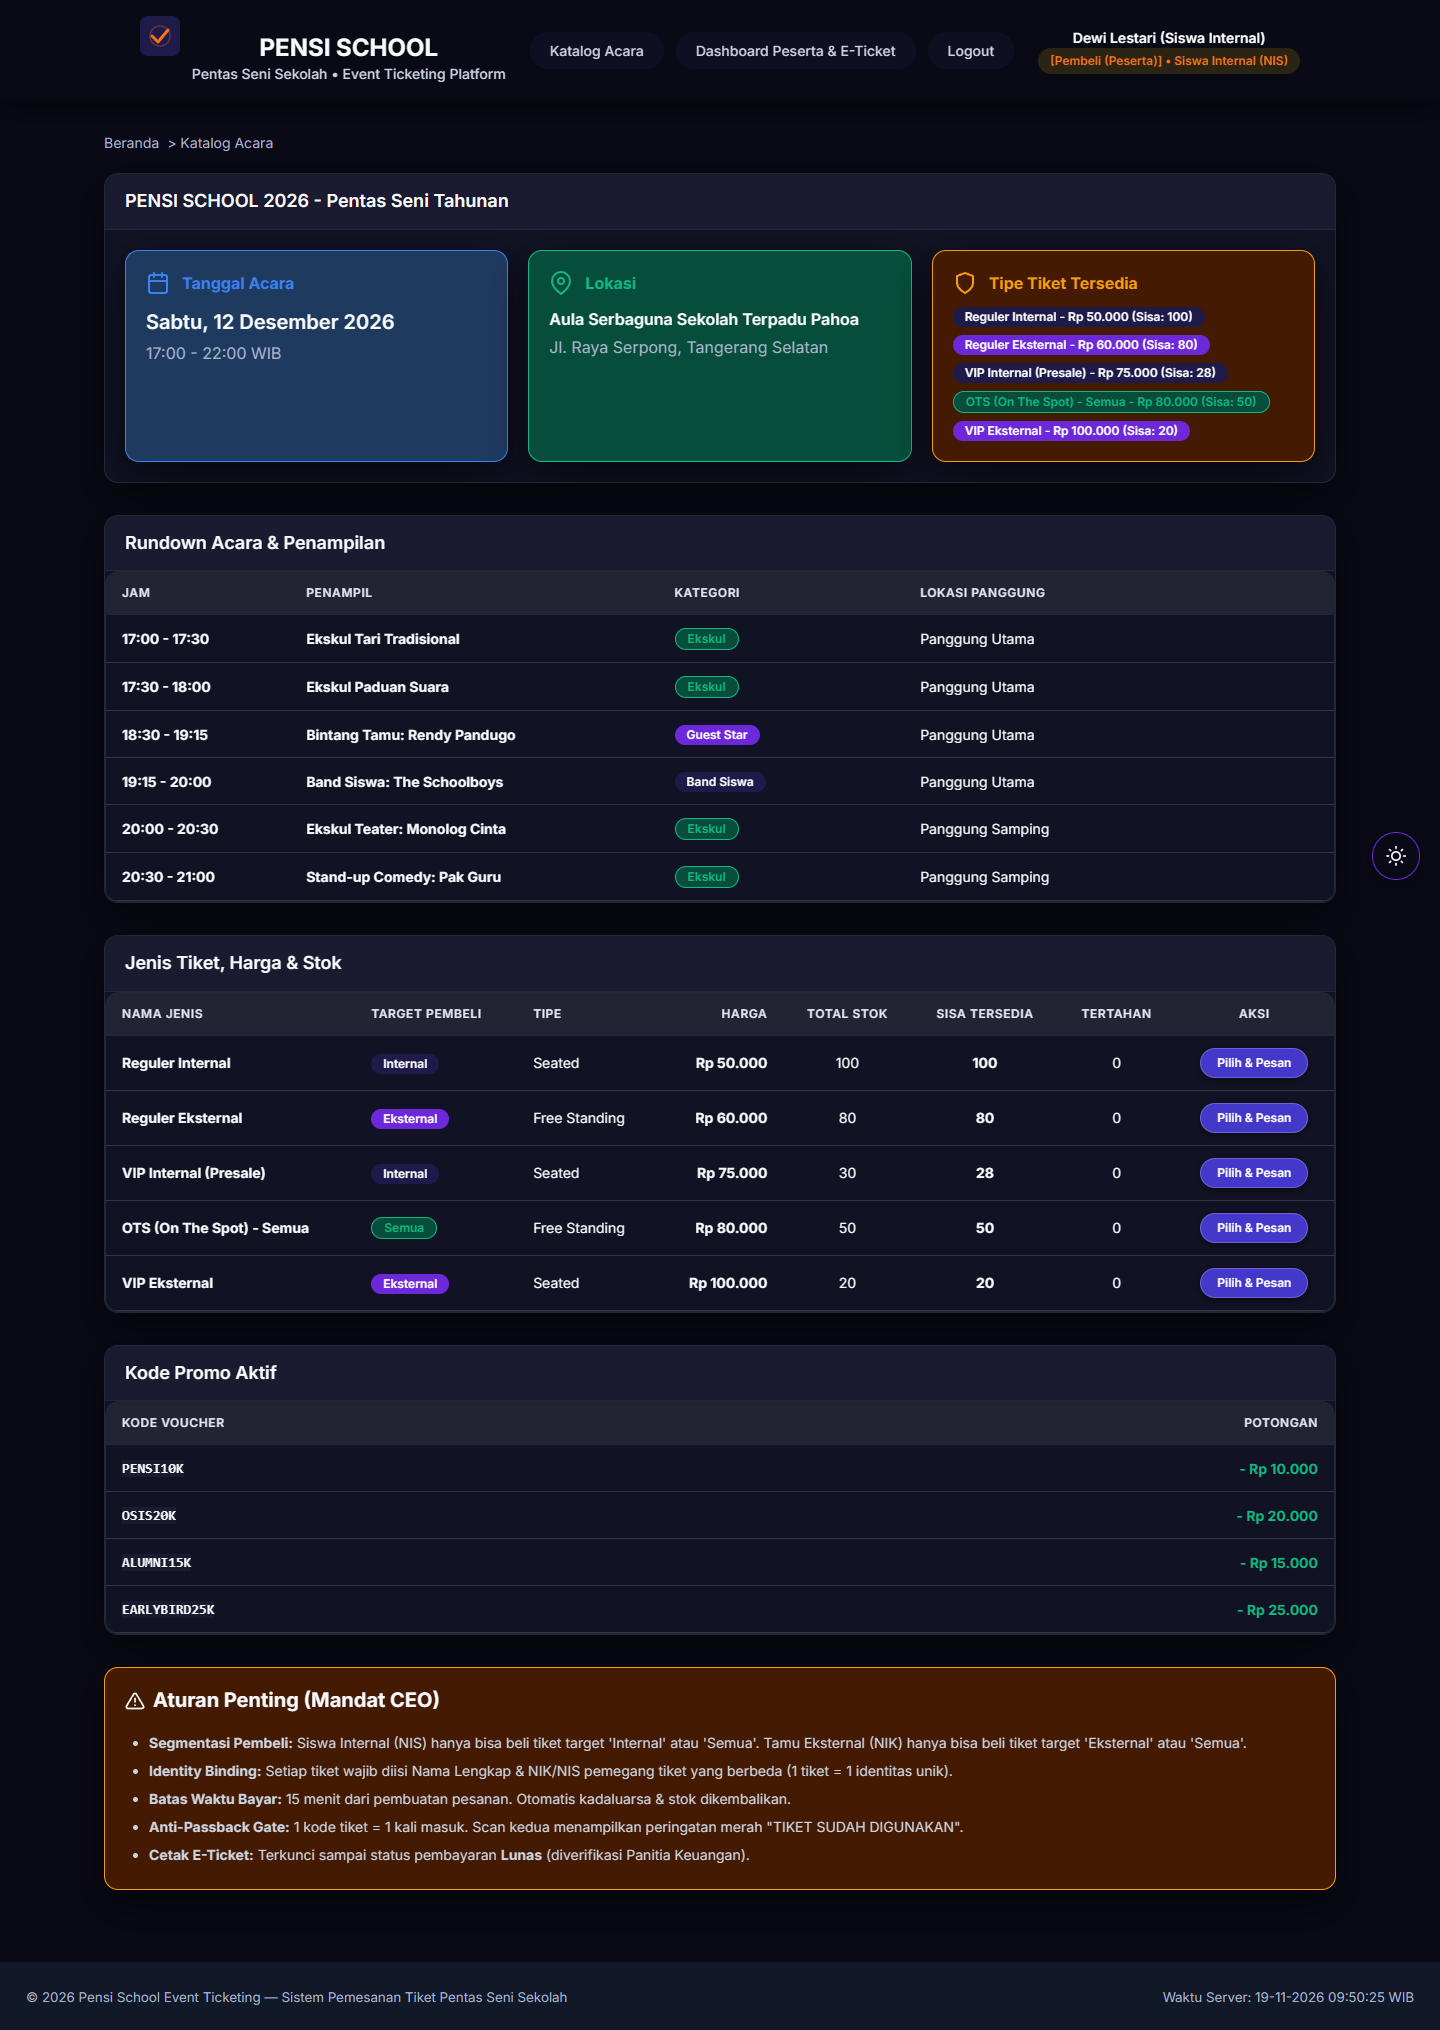 PENSI SCHOOL
Pentas Seni Sekolah • Event Ticketing Platform
Katalog Acara
Dashboard Peserta & E-Ticket
Logout
Dewi Lestari (Siswa Internal)
[Pembeli (Peserta)] • Siswa Internal (NIS)
Beranda > Katalog Acara
PENSI SCHOOL 2026 - Pentas Seni Tahunan
Tanggal Acara
Sabtu, 12 Desember 2026
17:00 - 22:00 WIB
Lokasi
Aula Serbaguna Sekolah Terpadu Pahoa
Jl. Raya Serpong, Tangerang Selatan
Tipe Tiket Tersedia
Reguler Internal - Rp 50.000 (Sisa: 100)
Reguler Eksternal - Rp 60.000 (Sisa: 80)
VIP Internal (Presale) - Rp 75.000 (Sisa: 28)
OTS (On The Spot) - Semua - Rp 80.000 (Sisa: 50)
VIP Eksternal - Rp 100.000 (Sisa: 20)
Rundown Acara & Penampilan
JAM PENAMPIL KATEGORI LOKASI PANGGUNG
17:00 - 17:30 Ekskul Tari Tradisional Ekskul Panggung Utama
17:30 - 18:00 Ekskul Paduan Suara Ekskul Panggung Utama
18:30 - 19:15 Bintang Tamu: Rendy Pandugo Guest Star Panggung Utama
19:15 - 20:00 Band Siswa: The Schoolboys Band Siswa Panggung Utama
20:00 - 20:30 Ekskul Teater: Monolog Cinta Ekskul Panggung Samping
20:30 - 21:00 Stand-up Comedy: Pak Guru Ekskul Panggung Samping
Jenis Tiket, Harga & Stok
NAMA JENIS TARGET PEMBELI TIPE HARGA TOTAL STOK SISA TERSEDIA TERTAHAN AKSI
Reguler Internal Internal Seated Rp 50.000 100 100 0 Pilih & Pesan
Reguler Eksternal Eksternal Free Standing Rp 60.000 80 80 0 Pilih & Pesan
VIP Internal (Presale) Internal Seated Rp 75.000 30 28 0 Pilih & Pesan
OTS (On The Spot) - Semua Semua Free Standing Rp 80.000 50 50 0 Pilih & Pesan
VIP Eksternal Eksternal Seated Rp 100.000 20 20 0 Pilih & Pesan
Kode Promo Aktif
KODE VOUCHER POTONGAN
PENSI10K - Rp 10.000
OSIS20K - Rp 20.000
ALUMNI15K - Rp 15.000
EARLYBIRD25K - Rp 25.000
Aturan Penting (Mandat CEO)
• Segmentasi Pembeli: Siswa Internal (NIS) hanya bisa beli tiket target 'Internal' atau 'Semua'. Tamu Eksternal (NIK) hanya bisa beli tiket target 'Eksternal' atau 'Semua'.
• Identity Binding: Setiap tiket wajib diisi Nama Lengkap & NIK/NIS pemegang tiket yang berbeda (1 tiket = 1 identitas unik).
• Batas Waktu Bayar: 15 menit dari pembuatan pesanan. Otomatis kadaluarsa & stok dikembalikan.
• Anti-Passback Gate: 1 kode tiket = 1 kali masuk. Scan kedua menampilkan peringatan merah "TIKET SUDAH DIGUNAKAN".
• Cetak E-Ticket: Terkunci sampai status pembayaran Lunas (diverifikasi Panitia Keuangan).
© 2026 Pensi School Event Ticketing — Sistem Pemesanan Tiket Pentas Seni Sekolah
Waktu Server: 19-11-2026 09:50:25 WIB